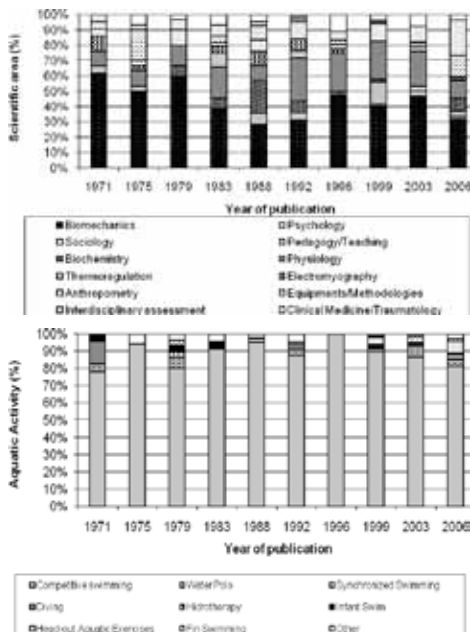 Scientific area (%)
100%
90%
80%
70%
60%
50%
40%
30%
20%
10%
0%
1971 1975 1979 1983 1988 1992 1996 1999 2003 2006
Year of publication
Biomechanics Psychology
Sociology Pedagogy/Teaching
Biochemistry Physiology
Thermoregulation Electromyography
Anthropometry Equipments/Methodologies
Interdisciplinary assessment Clinical Medicine/Traumatology
Aquatic Activity (%)
100%
90%
80%
70%
60%
50%
40%
30%
20%
10%
0%
1971 1975 1979 1983 1988 1992 1996 1999 2003 2006
Year of publication
Competitive swimming Water Polo Synchronized Swimming
Diving Hidrotherapy Infant Swim
Head-out Aquatic Exercises Fin Swimming Other